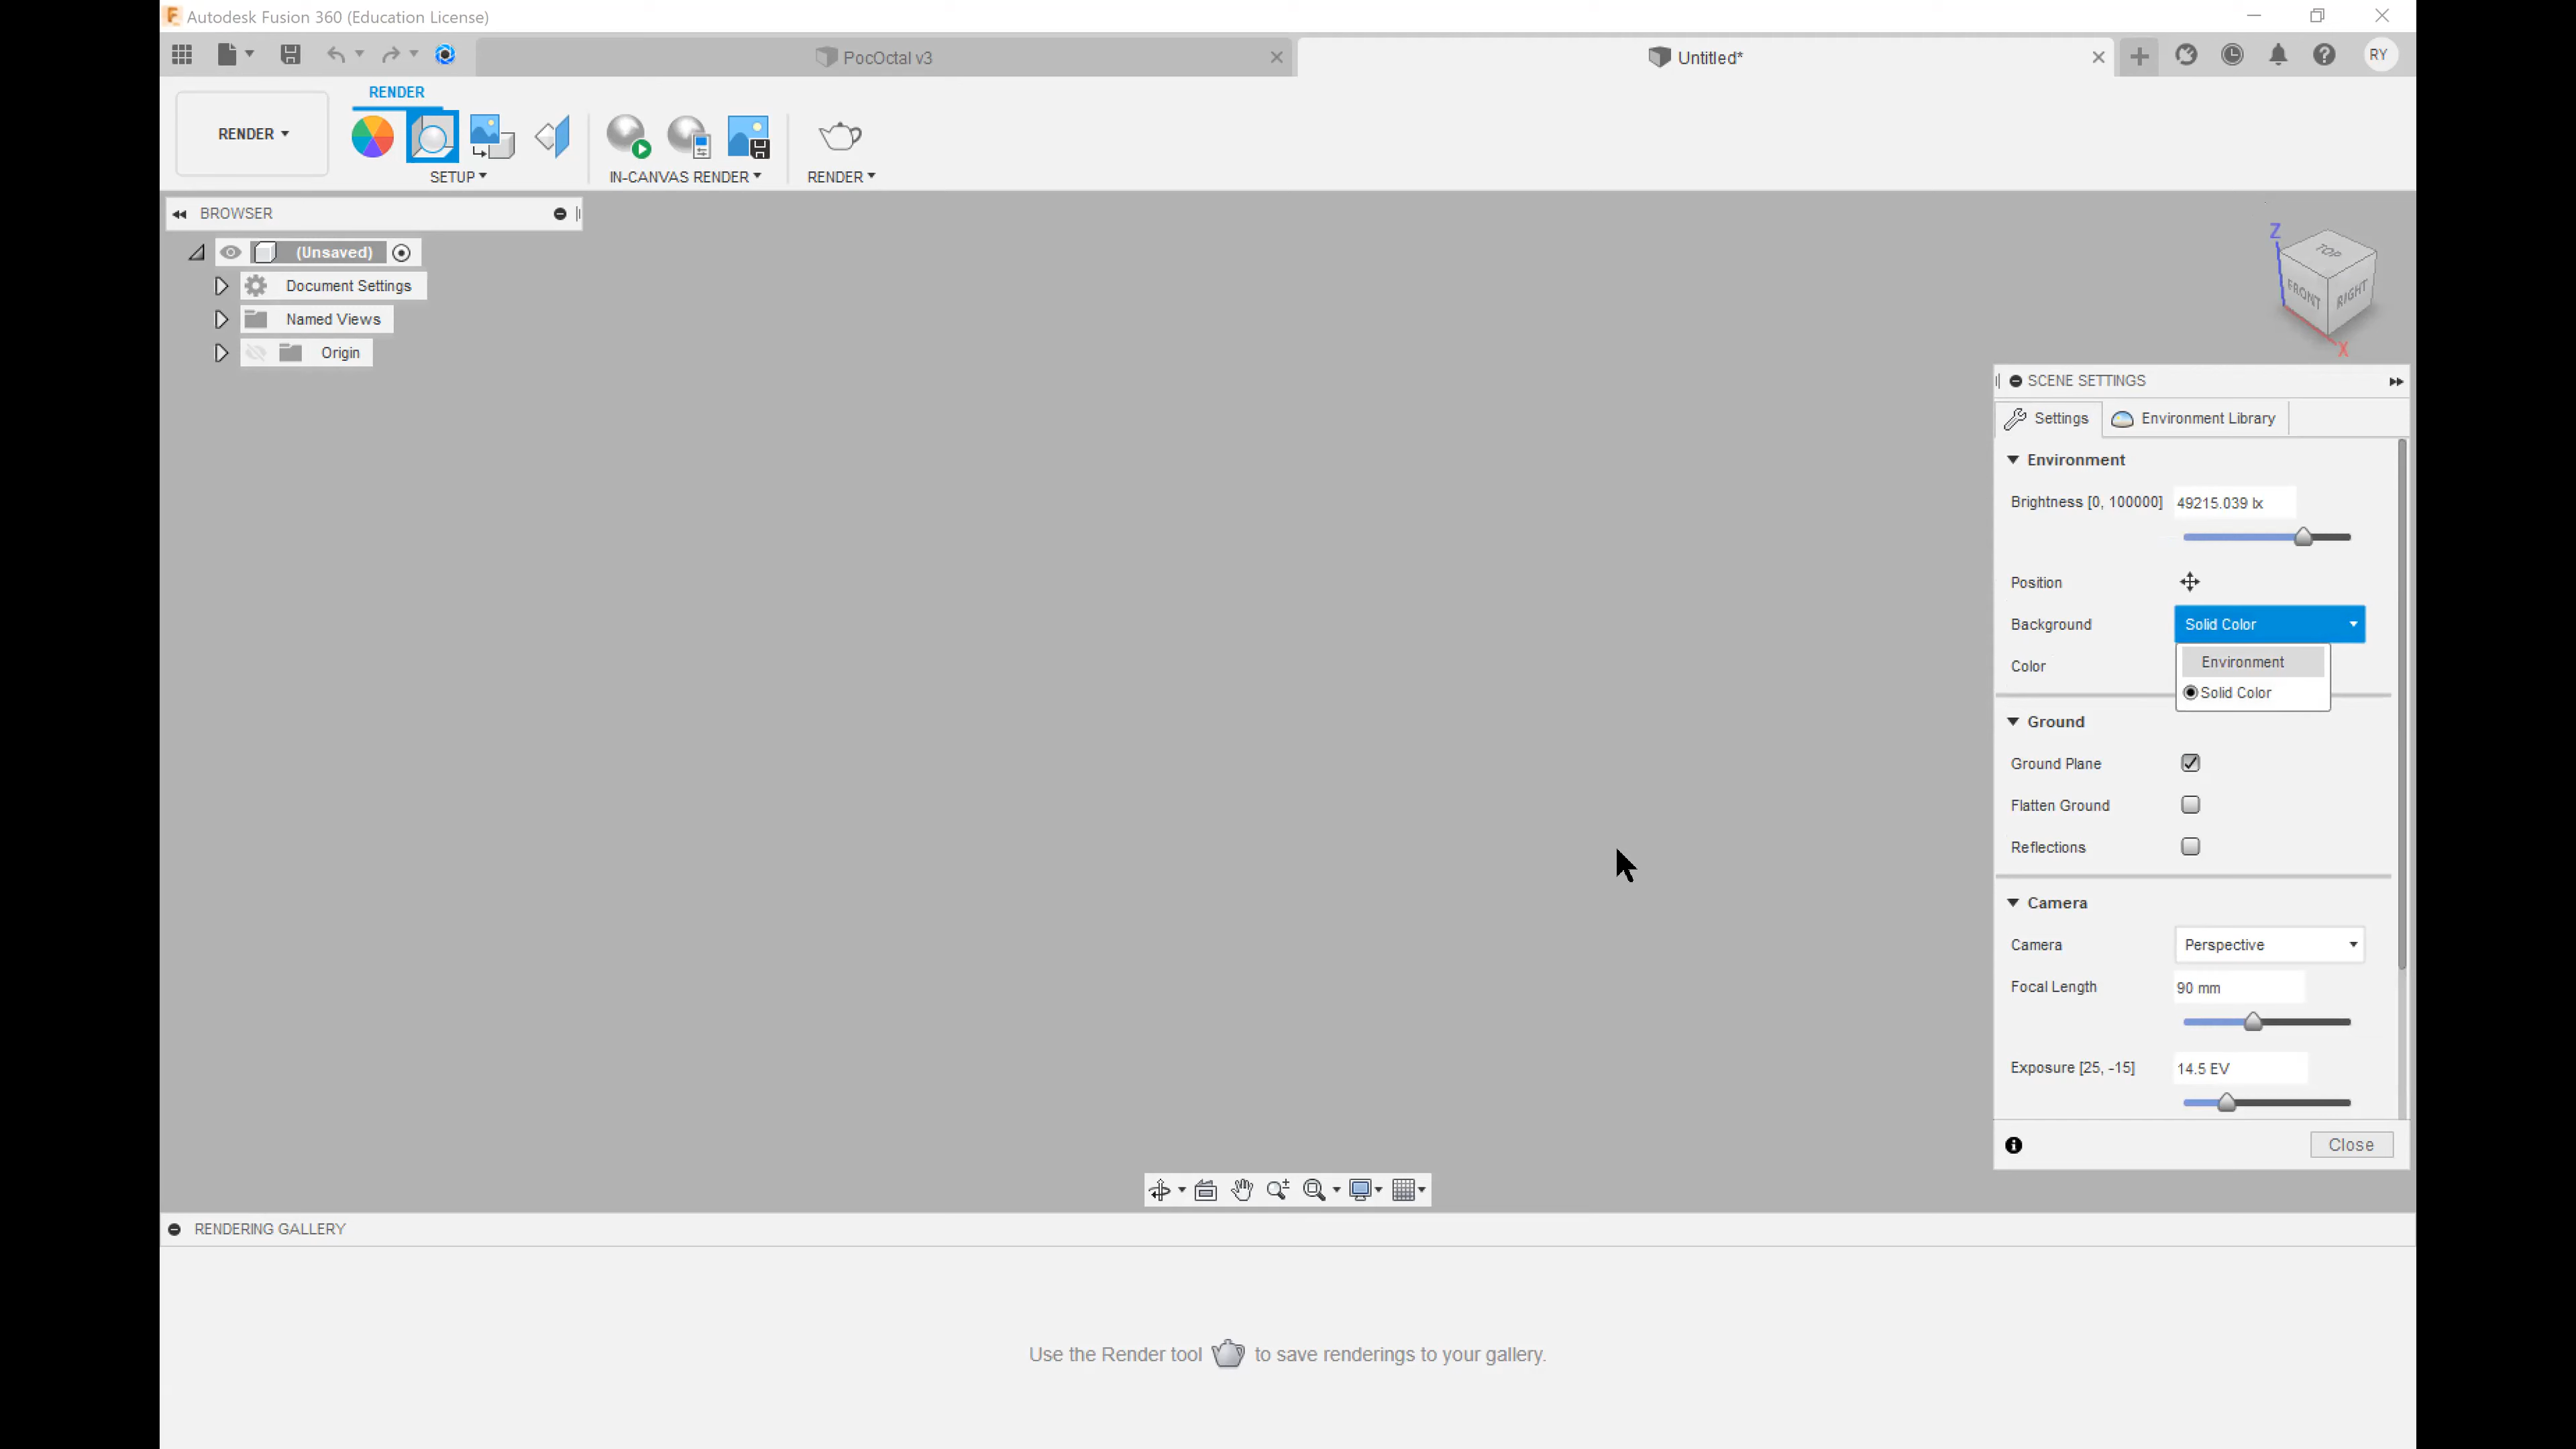 Autodesk Fusion 360 (Education License)
PocOctal v3
Untitled*
RY
RENDER
RENDER
SETUP
IN-CANVAS RENDER
RENDER
BROWSER
(Unsaved)
Document Settings
Named Views
Origin
Z
TOP
FRONT
RIGHT
X
SCENE SETTINGS
Settings
Environment Library
Environment
Brightness [0, 100000]
49215.039 lx
Position
Background
Solid Color
Environment
Color
Solid Color
Ground
Ground Plane
Flatten Ground
Reflections
Camera
Camera
Perspective
Focal Length
90 mm
Exposure [25, -15]
14.5 EV
Close
RENDERING GALLERY
Use the Render tool to save renderings to your gallery.